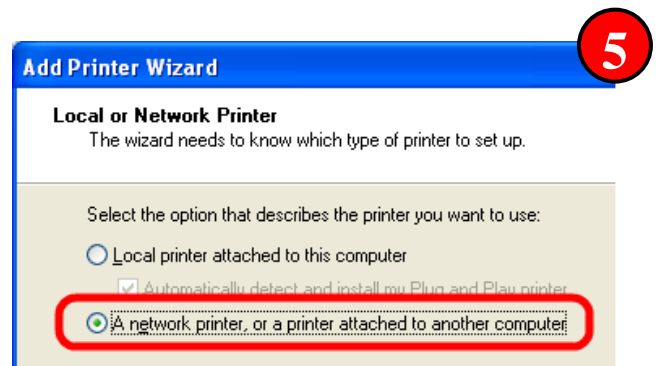 5
Add Printer Wizard
Local or Network Printer
The wizard needs to know which type of printer to set up.
Select the option that describes the printer you want to use:
Local printer attached to this computer
Automatically detect and install my Plug and Play printer
A network printer, or a printer attached to another computer